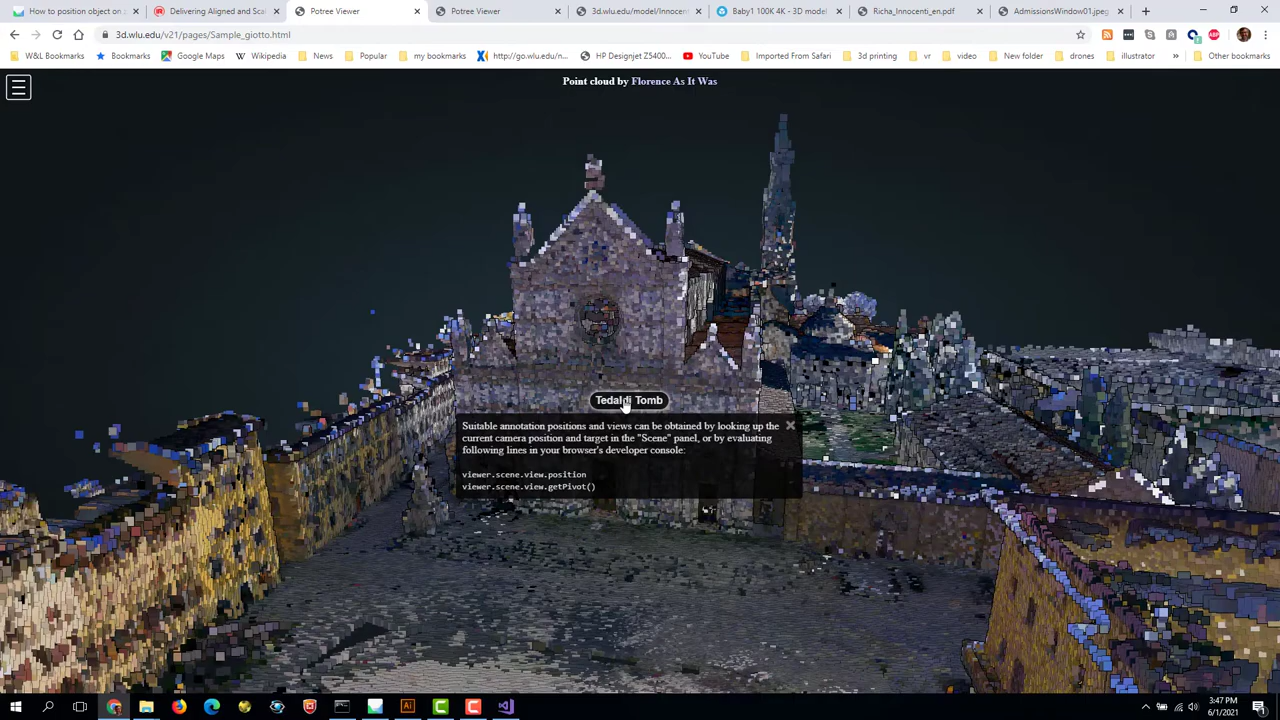 How to position object on
Delivering Aligned and Scal
Potree Viewer
Potree Viewer
3d.wlu.edu/model/Innocen
Baby1 100K 4K - 3D model
Richa_Innocenti_en.pdf
AdmissionsWindow01.jpeg
3d.wlu.edu/v21/pages/Sample_giotto.html
W&L Bookmarks
Bookmarks
Google Maps
Wikipedia
News
Popular
my bookmarks
http://go.wlu.edu/n...
HP Designjet Z5400...
YouTube
Imported From Safari
3d printing
vr
New folder
video
drones
illustrator
»
Other bookmarks
Point cloud by Florence As It Was
Tedaldi Tomb
Suitable annotation positions and views can be obtained by looking up the
current camera position and target in the "Scene" panel, or by evaluating
following lines in your browser's developer console:
viewer.scene.view.position
viewer.scene.view.getPivot()
3:47 PM
6/1/2021